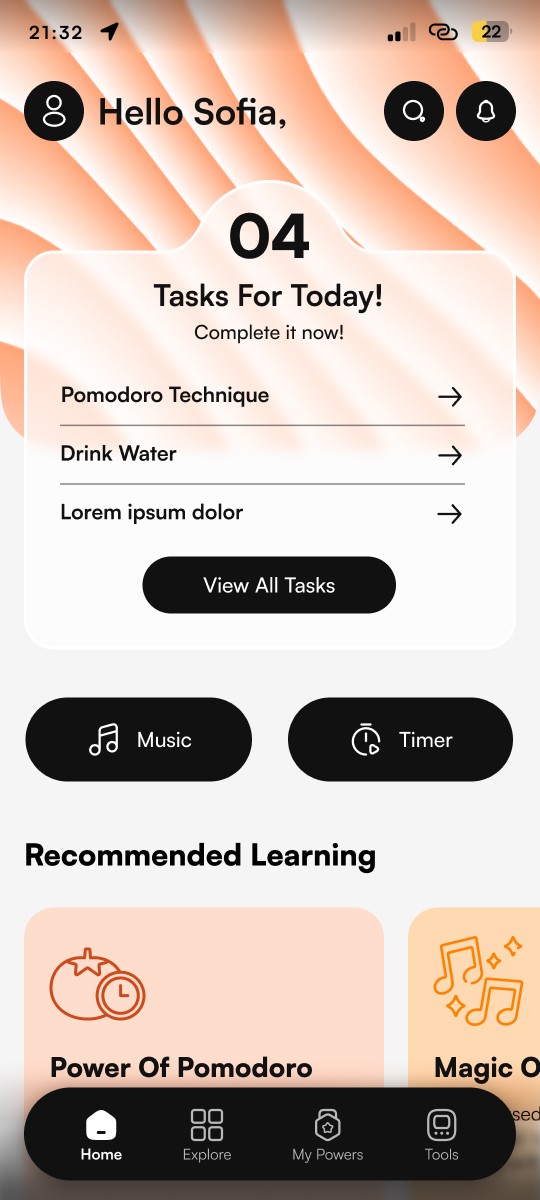 21:32
22
Hello Sofia,
04
Tasks For Today!
Complete it now!
Pomodoro Technique
Drink Water
Lorem ipsum dolor
View All Tasks
Music
Timer
Recommended Learning
Power Of Pomodoro
Magic O
Home
Explore
My Powers
Tools